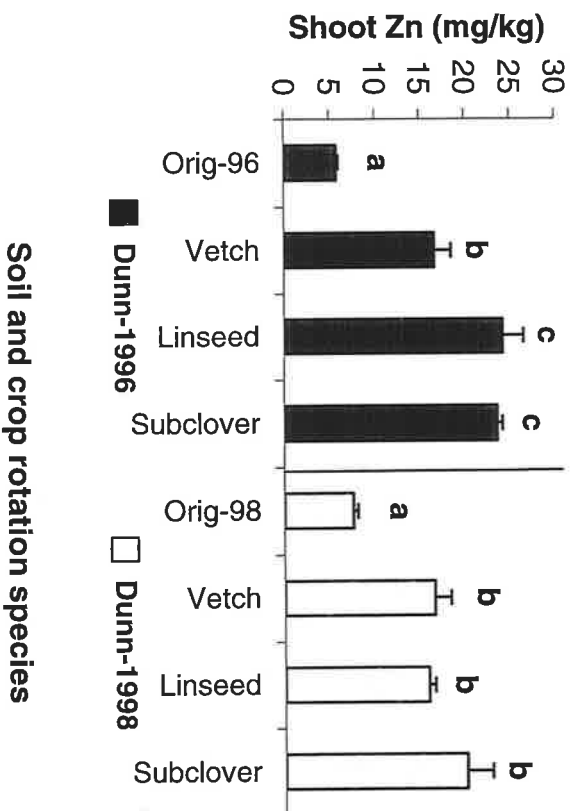 Shoot Zn (mg/kg)
30
25
20
15
10
5
0
a
b
c
c
a
b
b
b
Orig-96
Vetch
Linseed
Subclover
Orig-98
Vetch
Linseed
Subclover
Dunn-1996
Dunn-1998
Soil and crop rotation species